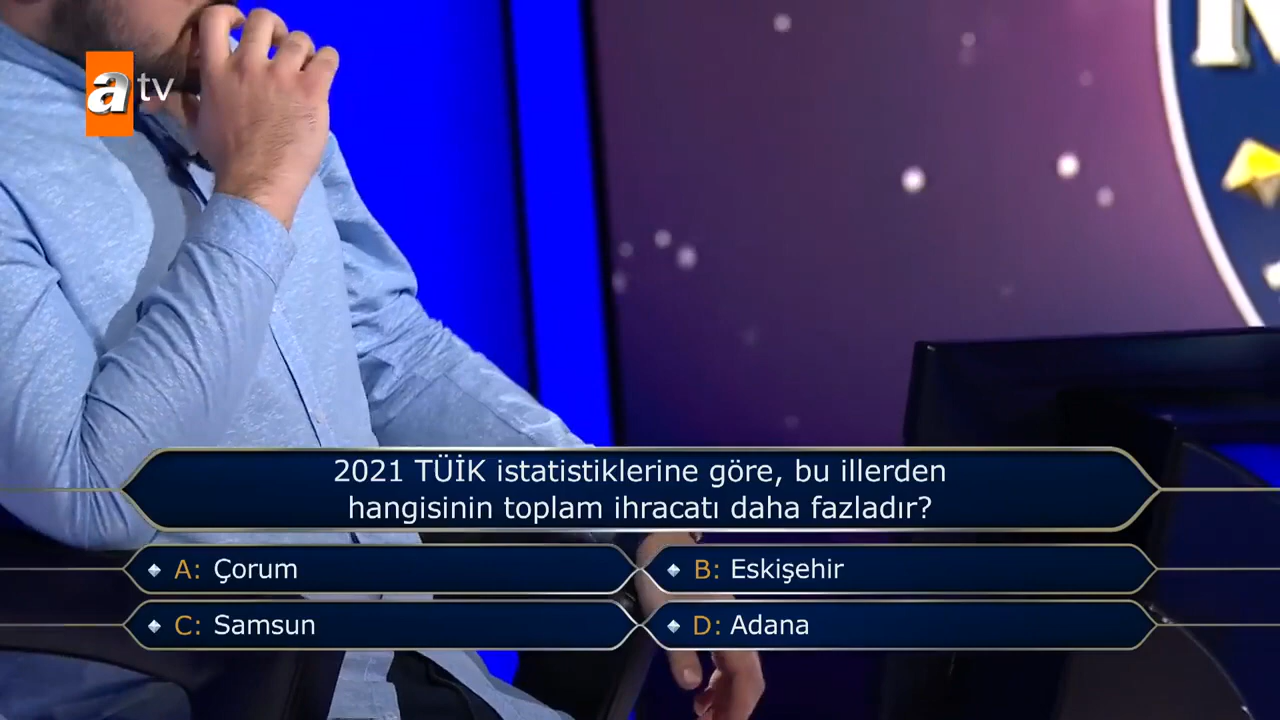 atv
2021 TÜİK istatistiklerine göre, bu illerden
hangisinin toplam ihracatı daha fazladır?
A: Çorum
B: Eskişehir
C: Samsun
D: Adana